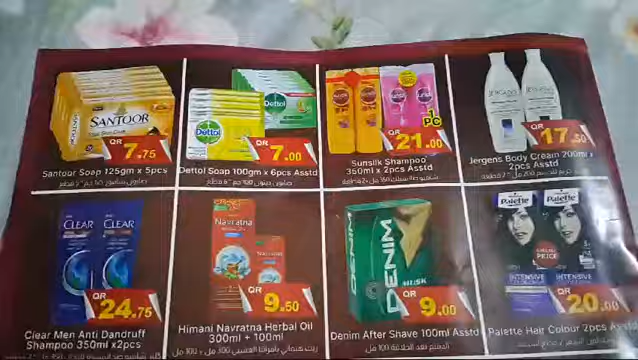 SANTOOR
QR
7.75
Santoor Soap 125gm x 5pcs
Dettol
Dettol
QR
7.00
Dettol Soap 100gm x 6pcs Asstd
1
PC
QR
21.00
Sunsilk Shampoo
350ml x 2pcs Asstd
JERGENS
QR
17.50
Jergens Body Cream 200ml x
2pcs Asstd
CLEAR
CLEAR
QR
24.75
Clear Men Anti Dandruff
Shampoo 350ml x2pcs
Navratna
QR
9.50
Himani Navratna Herbal Oil
300ml + 100ml
DENIM
DENIM
MUSK
QR
9.00
Denim After Shave 100ml Asstd
Palette
Palette
PRICE
INTENSIVE
INTENSIVE
QR
20.00
Palette Hair Colour 2pcs Asstd